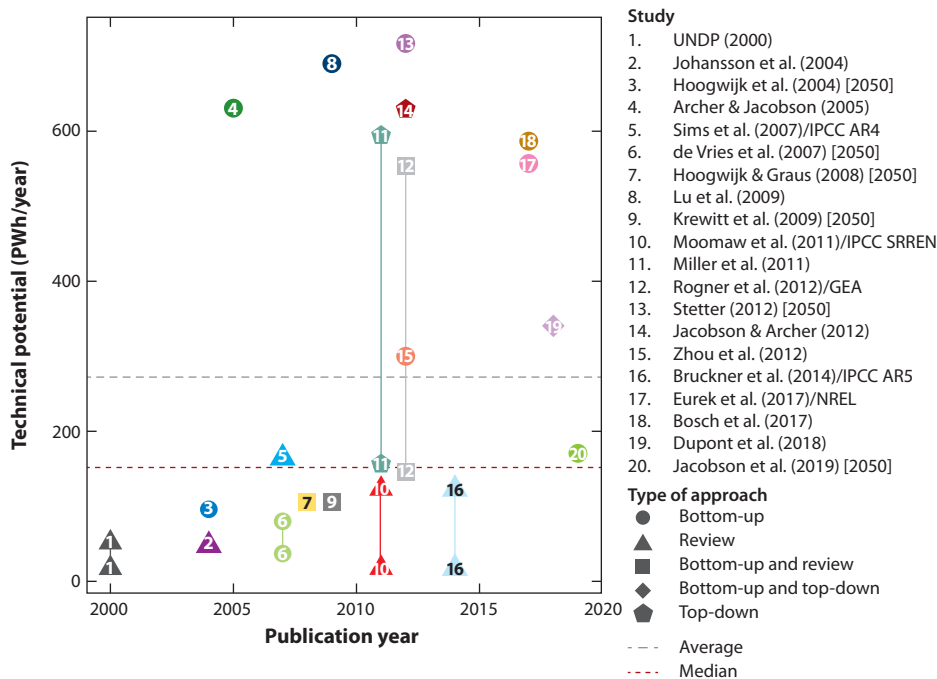 Technical potential (PWh/year)
600
400
200
0
2000
2005
2010
2015
2020
Publication year
13
8
4
14
11
12
18
17
19
15
20
5
11
12
10
16
7
9
3
6
2
1
6
1
10
16
Study
1. UNDP (2000)
2. Johansson et al. (2004)
3. Hoogwijk et al. (2004) [2050]
4. Archer & Jacobson (2005)
5. Sims et al. (2007)/IPCC AR4
6. de Vries et al. (2007) [2050]
7. Hoogwijk & Graus (2008) [2050]
8. Lu et al. (2009)
9. Krewitt et al. (2009) [2050]
10. Moomaw et al. (2011)/IPCC SRREN
11. Miller et al. (2011)
12. Rogner et al. (2012)/GEA
13. Stetter (2012) [2050]
14. Jacobson & Archer (2012)
15. Zhou et al. (2012)
16. Bruckner et al. (2014)/IPCC AR5
17. Eurek et al. (2017)/NREL
18. Bosch et al. (2017)
19. Dupont et al. (2018)
20. Jacobson et al. (2019) [2050]
Type of approach
Bottom-up
Review
Bottom-up and review
Bottom-up and top-down
Top-down
Average
Median